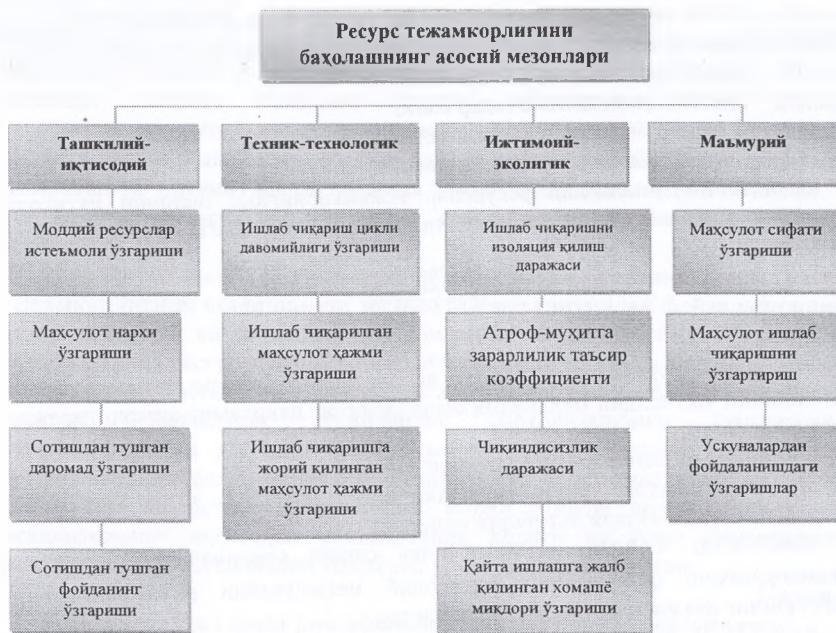 Ресурс тежамкорлигини
баҳолашнинг асосий мезонлари
Ташкилий-
иқтисодий
Моддий ресурслар
истеъмоли ўзгариши
Маҳсулот нархи
ўзгариши
Сотишдан тушган
даромад ўзгариши
Сотишдан тушган
фойданинг
ўзгариши
Техник-технологик
Ишлаб чиқариш цикли
давомийлиги ўзгариши
Ишлаб чиқарилган
маҳсулот ҳажми
ўзгариши
Ишлаб чиқаришга
жорий қилинган
маҳсулот ҳажми
ўзгариши
Ижтимоий-
эколигик
Ишлаб чиқаришни
изоляция қилиш
даражаси
Атроф-муҳитга
зарарлилик таъсир
коэффициенти
Чиқиндисизлик
даражаси
Қайта ишлашга жалб
қилинган хомашё
миқдори ўзгариши
Маъмурий
Маҳсулот сифати
ўзгариши
Маҳсулот ишлаб
чиқаришни
ўзгартириш
Ускуналардан
фойдаланишдаги
ўзгаришлар